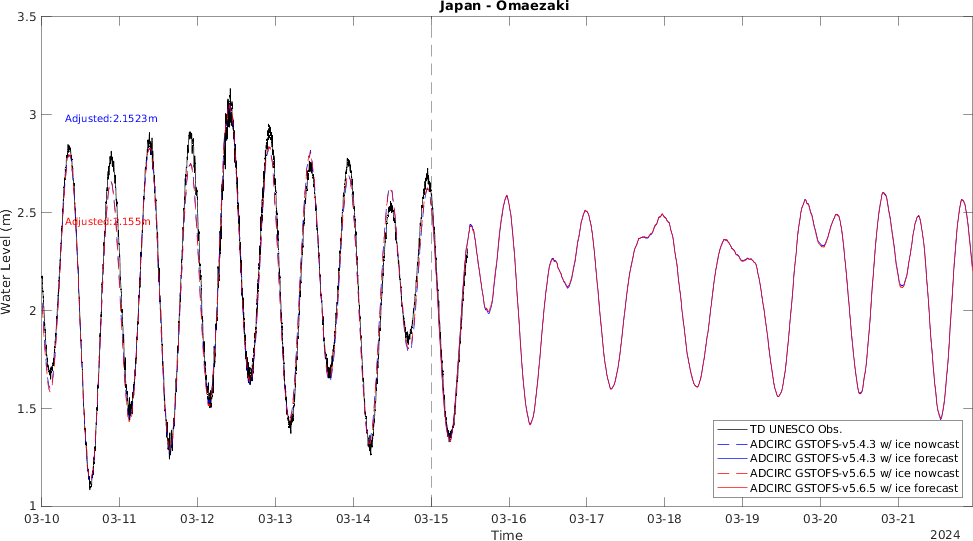 Japan - Omaezaki
3.5
3
2.5
2
1.5
1
Water Level (m)
Adjusted:2.1523m
Adjusted:2.155m
TD UNESCO Obs.
ADCIRC GSTOFS-v5.4.3 w/ ice nowcast
ADCIRC GSTOFS-v5.4.3 w/ ice forecast
ADCIRC GSTOFS-v5.6.5 w/ ice nowcast
ADCIRC GSTOFS-v5.6.5 w/ ice forecast
03-10 03-11 03-12 03-13 03-14 03-15 03-16 03-17 03-18 03-19 03-20 03-21
Time
2024